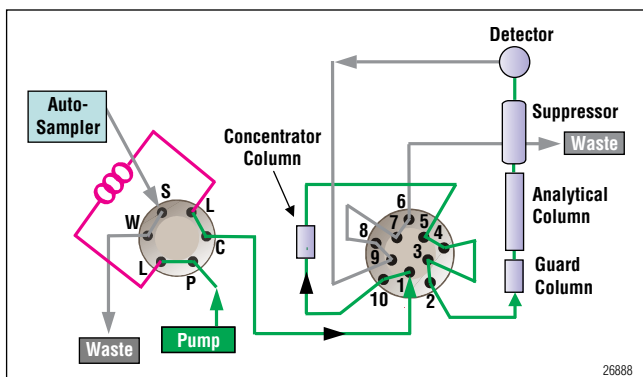 Detector
Auto-
Sampler
Concentrator
Column
Suppressor
Waste
Analytical
Column
Guard
Column
S
L
W
C
L
P
6
7
5
4
8
3
9
10
1
2
Waste
Pump
26888